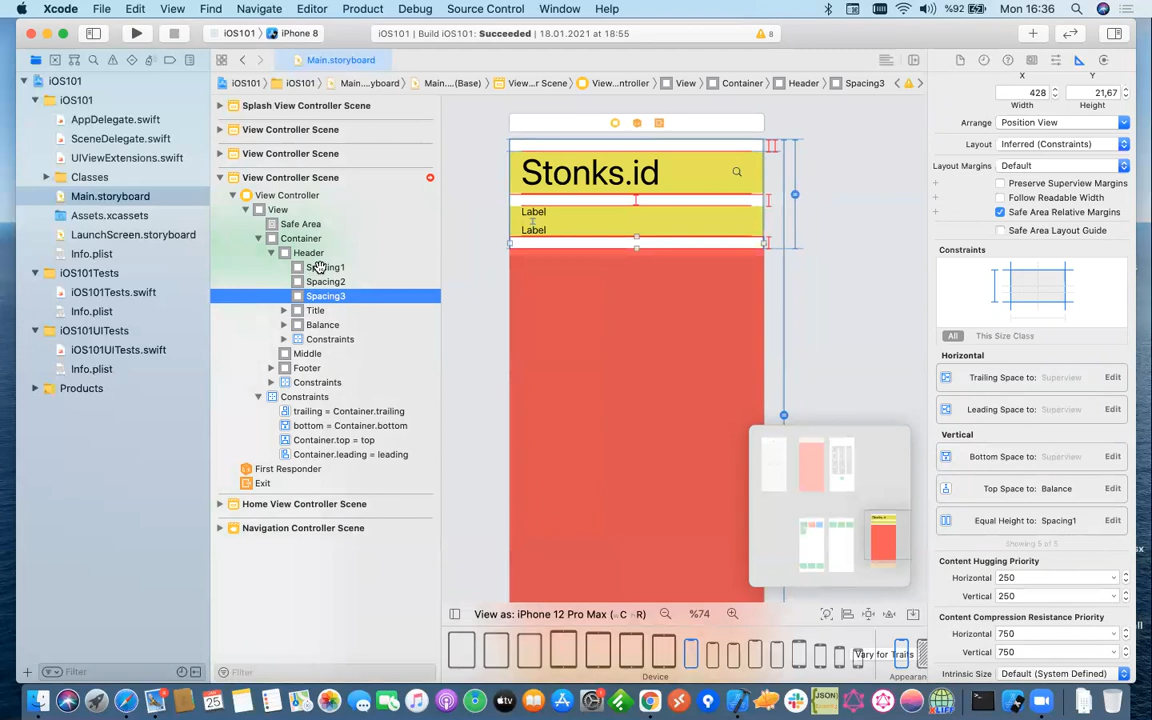 Xcode File Edit View Find Navigate Editor Product Debug Source Control Window Help %92 Mon 16:36
iOS101 iPhone 8 iOS101 | Build iOS101: Succeeded | 18.01.2021 at 18:55 8
Main.storyboard
iOS101 iOS101 Main....yboard Main....(Base) View...r Scene View...ntroller View Container Header Spacing3
iOS101
iOS101
AppDelegate.swift
SceneDelegate.swift
UIViewExtensions.swift
Classes
Main.storyboard
Assets.xcassets
LaunchScreen.storyboard
Info.plist
iOS101Tests
iOS101Tests.swift
Info.plist
iOS101UITests
iOS101UITests.swift
Info.plist
Products
Filter
Splash View Controller Scene
View Controller Scene
View Controller Scene
View Controller Scene
View Controller
View
Safe Area
Container
Header
Spacing1
Spacing2
Spacing3
Title
Balance
Constraints
Middle
Footer
Constraints
Constraints
trailing = Container.trailing
bottom = Container.bottom
Container.top = top
Container.leading = leading
First Responder
Exit
Home View Controller Scene
Navigation Controller Scene
Filter
Stonks.id
Label
Label
View as: iPhone 12 Pro Max ( C R) %74
Device
Vary for Traits
Appearan
X Y
428 21,67
Width Height
Arrange Position View
Layout Inferred (Constraints)
Layout Margins Default
Preserve Superview Margins
Follow Readable Width
Safe Area Relative Margins
Safe Area Layout Guide
Constraints
All This Size Class
Horizontal
Trailing Space to: Superview Edit
Leading Space to: Superview Edit
Vertical
Bottom Space to: Superview Edit
Top Space to: Balance Edit
Equal Height to: Spacing1 Edit
Showing 5 of 5
Content Hugging Priority
Horizontal 250
Vertical 250
Content Compression Resistance Priority
Horizontal 750
Vertical 750
Intrinsic Size Default (System Defined)